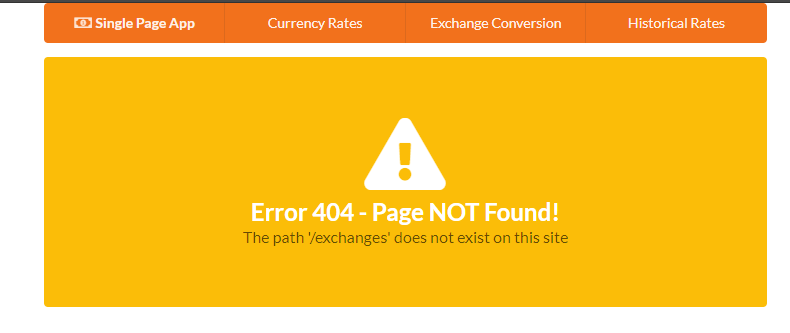 Single Page App
Currency Rates
Exchange Conversion
Historical Rates
Error 404 - Page NOT Found!
The path '/exchanges' does not exist on this site